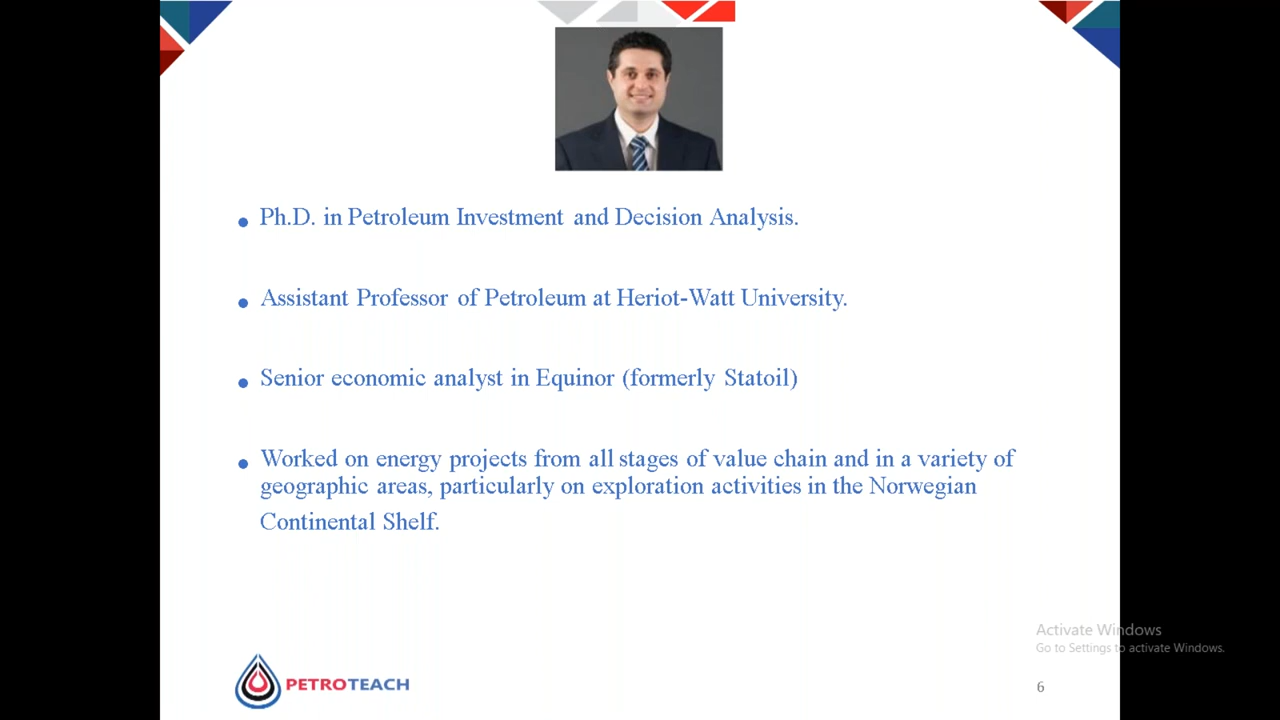 Ph.D. in Petroleum Investment and Decision Analysis.
Assistant Professor of Petroleum at Heriot-Watt University.
Senior economic analyst in Equinor (formerly Statoil)
Worked on energy projects from all stages of value chain and in a variety of
geographic areas, particularly on exploration activities in the Norwegian
Continental Shelf.
Activate Windows
Go to Settings to activate Windows.
PETROTEACH
6